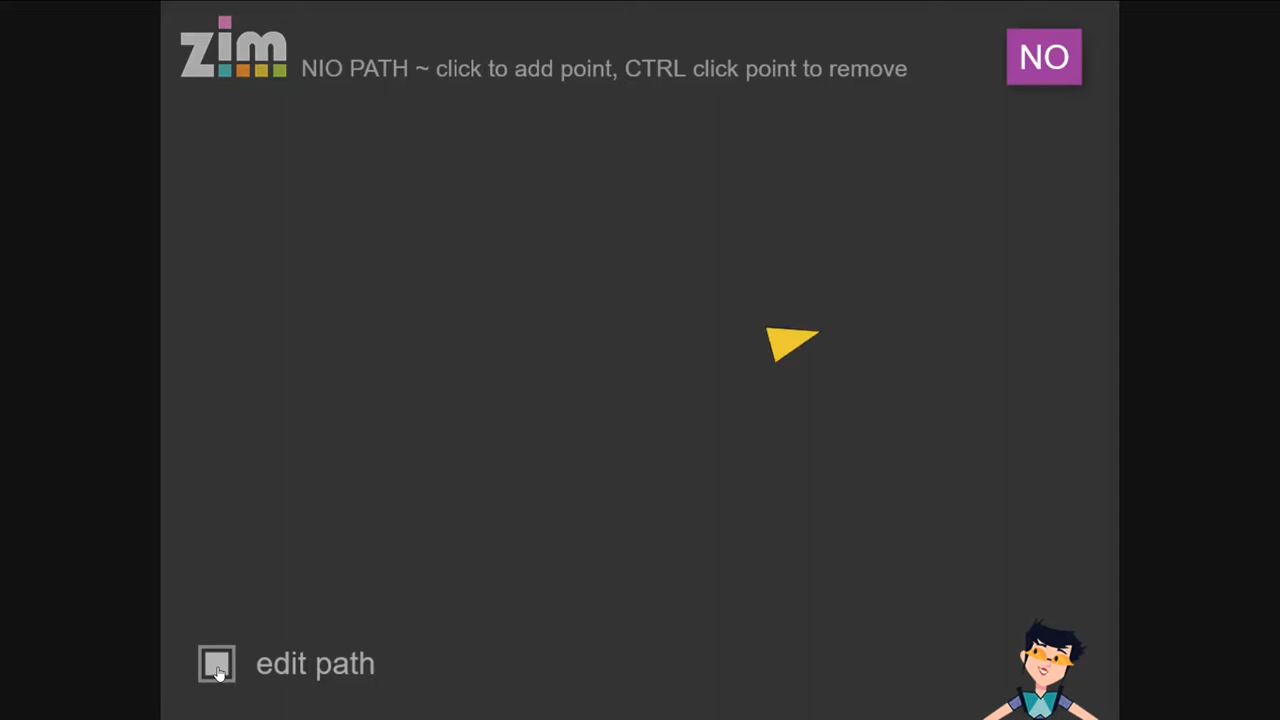 zim
NIO PATH ~ click to add point, CTRL click point to remove
NO
edit path